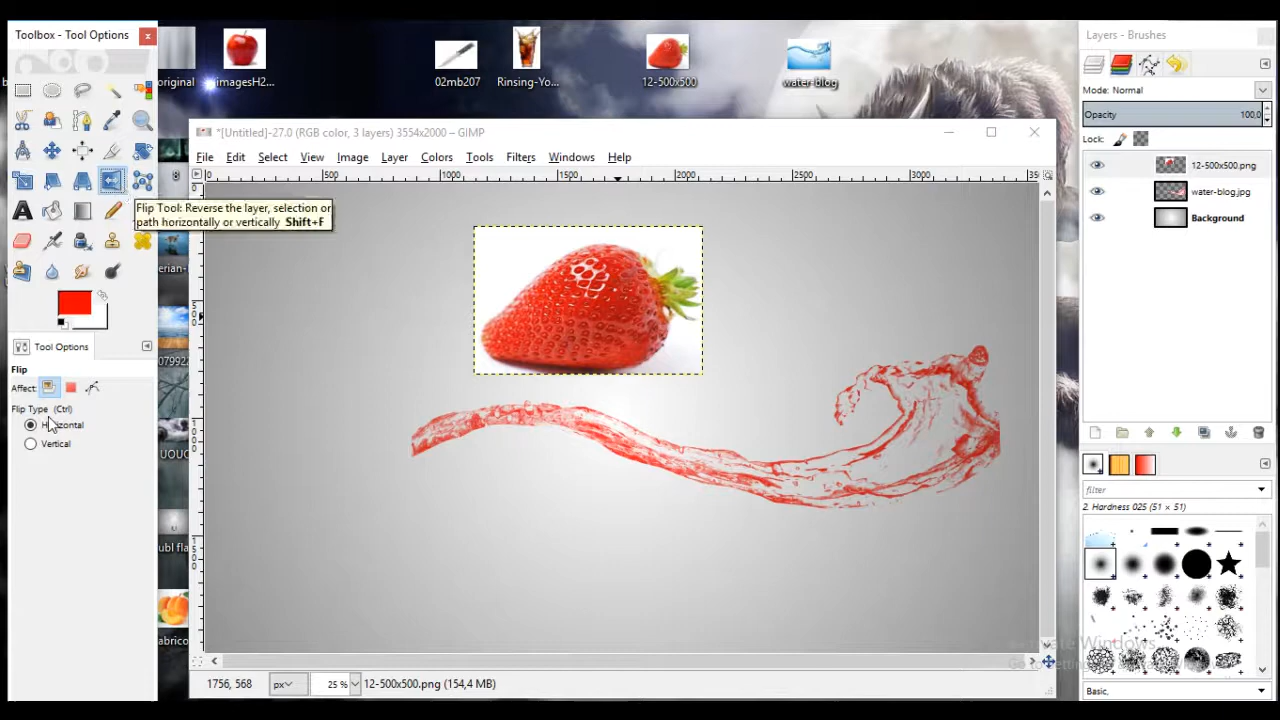 Toolbox - Tool Options
original
imagesH2...
02mb207
Rinsing-Yo...
12-500x500
water-blog
Layers - Brushes
Mode: Normal
Opacity 100,0
Lock:
12-500x500.png
water-blog.jpg
Background
*[Untitled]-27.0 (RGB color, 3 layers) 3554x2000 – GIMP
File Edit Select View Image Layer Colors Tools Filters Windows Help
0 500 1000 1500 2000 2500 3000
Flip Tool: Reverse the layer, selection or
path horizontally or vertically Shift+F
Tool Options
Flip
Affect:
Flip Type (Ctrl)
Vertical
filter
2. Hardness 025 (51 × 51)
Basic,
1756, 568 px 25 % 12-500x500.png (154,4 MB)